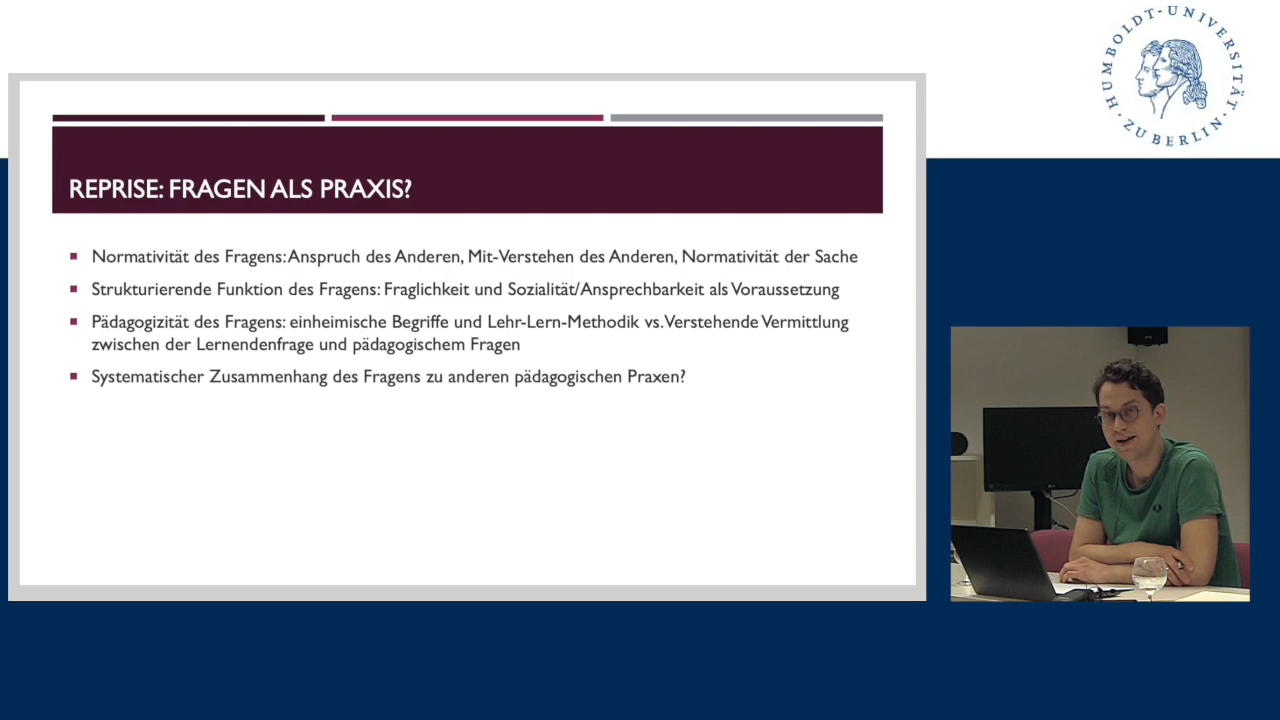 HUMBOLDT-UNIVERSITÄT
ZU BERLIN
REPRISE: FRAGEN ALS PRAXIS?
Normativität des Fragens: Anspruch des Anderen, Mit-Verstehen des Anderen, Normativität der Sache
Strukturierende Funktion des Fragens: Fraglichkeit und Sozialität/Ansprechbarkeit als Voraussetzung
Pädagogizität des Fragens: einheimische Begriffe und Lehr-Lern-Methodik vs. Verstehende Vermittlung
zwischen der Lernendenfrage und pädagogischem Fragen
Systematischer Zusammenhang des Fragens zu anderen pädagogischen Praxen?